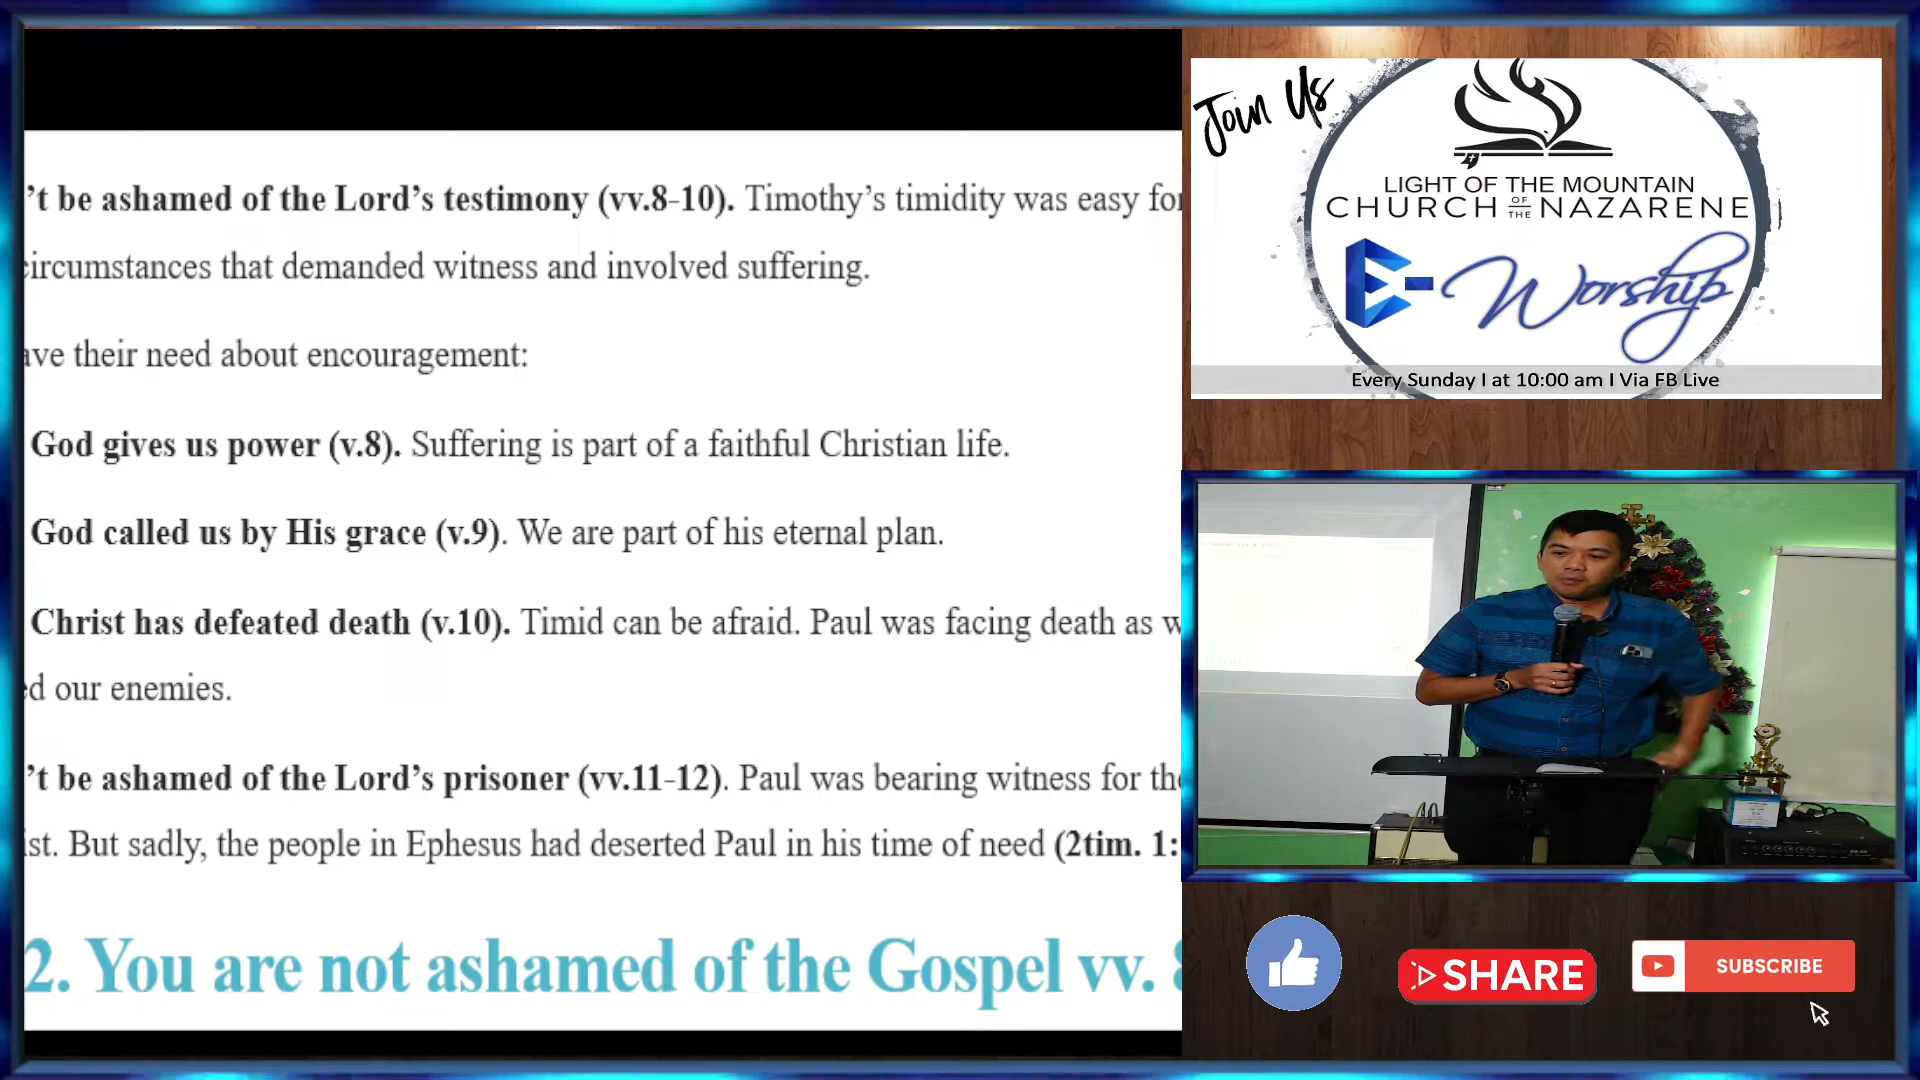 't be ashamed of the Lord's testimony (vv.8-10). Timothy's timidity was easy for
circumstances that demanded witness and involved suffering.
ave their need about encouragement:
God gives us power (v.8). Suffering is part of a faithful Christian life.
God called us by His grace (v.9). We are part of his eternal plan.
Christ has defeated death (v.10). Timid can be afraid. Paul was facing death as w
ed our enemies.
't be ashamed of the Lord's prisoner (vv.11-12). Paul was bearing witness for the
ist. But sadly, the people in Ephesus had deserted Paul in his time of need (2tim. 1:
2. You are not ashamed of the Gospel vv. 8
Join Us
LIGHT OF THE MOUNTAIN
CHURCH OF THE NAZARENE
E-Worship
Every Sunday I at 10:00 am I Via FB Live
SHARE
SUBSCRIBE